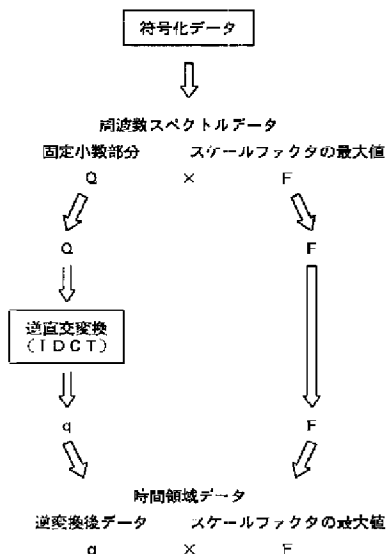 符号化データ
周波数スペクトルデータ
固定小数部分 スケールファクタの最大値
Q × F
Q F
逆直交変換
(IDCT)
q F
時間領域データ
逆変換後データ スケールファクタの最大値
q × F